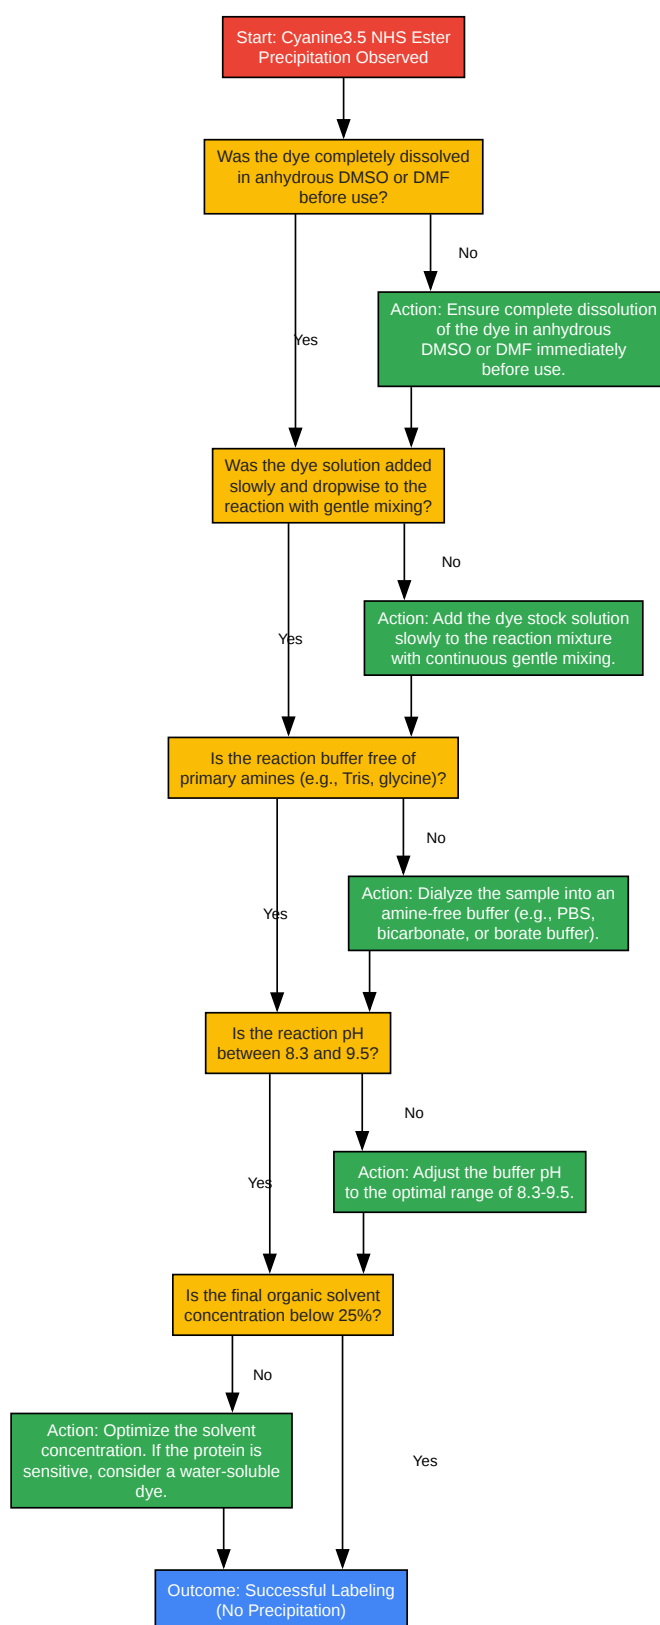 Start: Cyanine3.5 NHS Ester
Precipitation Observed
Was the dye completely dissolved
in anhydrous DMSO or DMF
before use?
No
Action: Ensure complete dissolution
of the dye in anhydrous
DMSO or DMF immediately
before use.
Yes
Was the dye solution added
slowly and dropwise to the
reaction with gentle mixing?
No
Action: Add the dye stock solution
slowly to the reaction mixture
with continuous gentle mixing.
Yes
Is the reaction buffer free of
primary amines (e.g., Tris, glycine)?
No
Action: Dialyze the sample into an
amine-free buffer (e.g., PBS,
bicarbonate, or borate buffer).
Yes
Is the reaction pH
between 8.3 and 9.5?
No
Action: Adjust the buffer pH
to the optimal range of 8.3-9.5.
Yes
Is the final organic solvent
concentration below 25%?
No
Action: Optimize the solvent
concentration. If the protein is
sensitive, consider a water-soluble
dye.
Yes
Outcome: Successful Labeling
(No Precipitation)